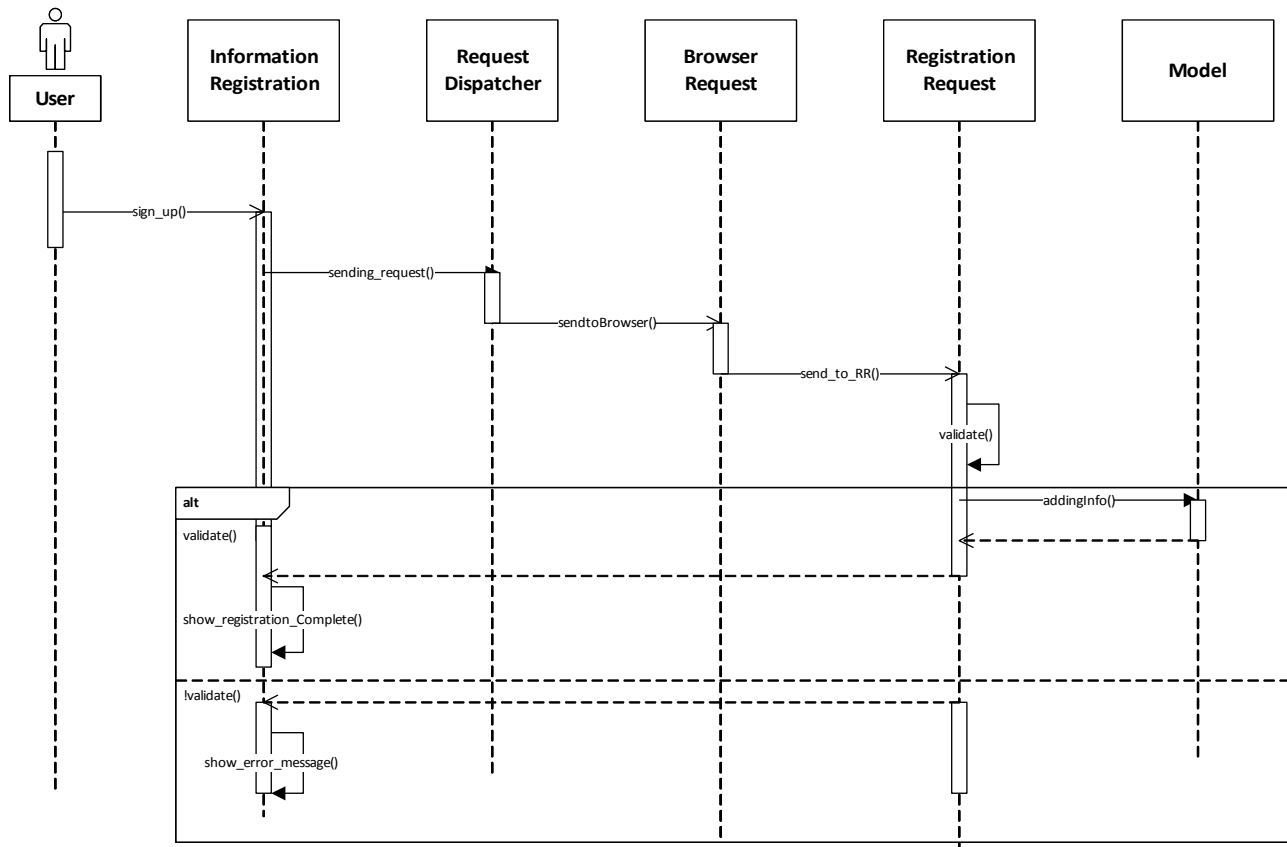 User
Information
Registration
Request
Dispatcher
Browser
Request
Registration
Request
Model
sign_up()
sending_request()
sendtoBrowser()
send_to_RR()
validate()
alt
addingInfo()
validate()
show_registration_Complete()
!validate()
show_error_message()